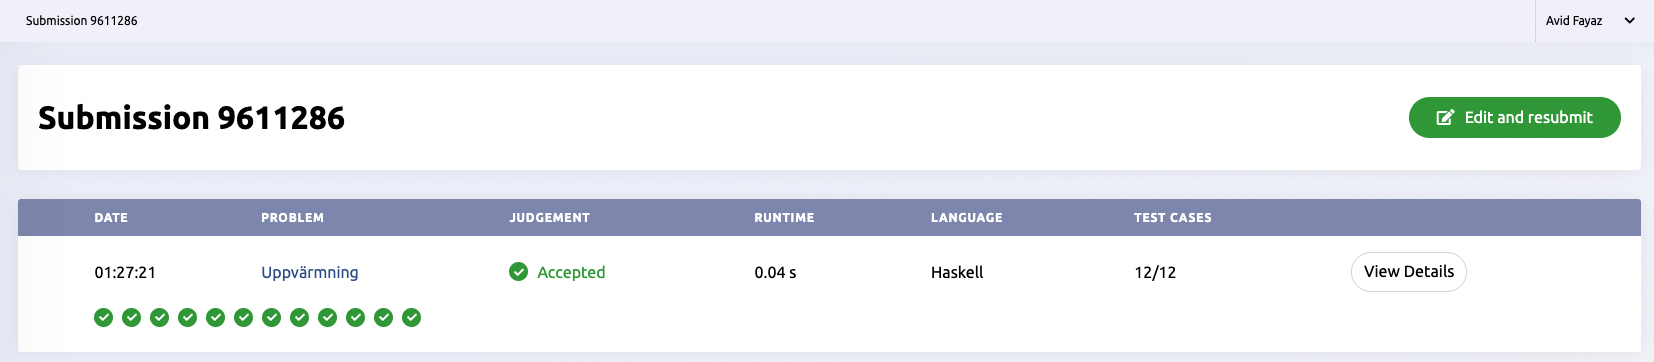 Submission 9611286
Avid Fayaz
Submission 9611286
Edit and resubmit
DATE PROBLEM JUDGEMENT RUNTIME LANGUAGE TEST CASES
01:27:21 Uppvärmning Accepted 0.04 s Haskell 12/12 View Details